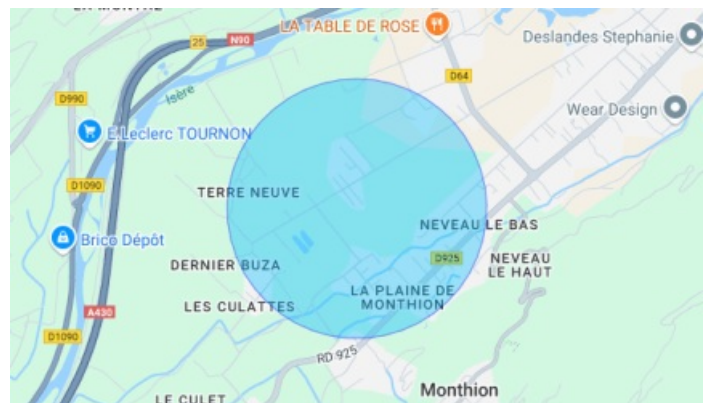 25
N90
LA TABLE DE ROSE
Deslandes Stephanie
D64
Isère
D990
Wear Design
E.Leclerc TOURNON
D1090
TERRE NEUVE
NEVEAU LE BAS
Brico Dépôt
D925
NEVEAU
LE HAUT
DERNIER BUZA
LA PLAINE DE
MONTHION
LES CULATTES
A430
D1090
RD 925
Monthion
LE CULET